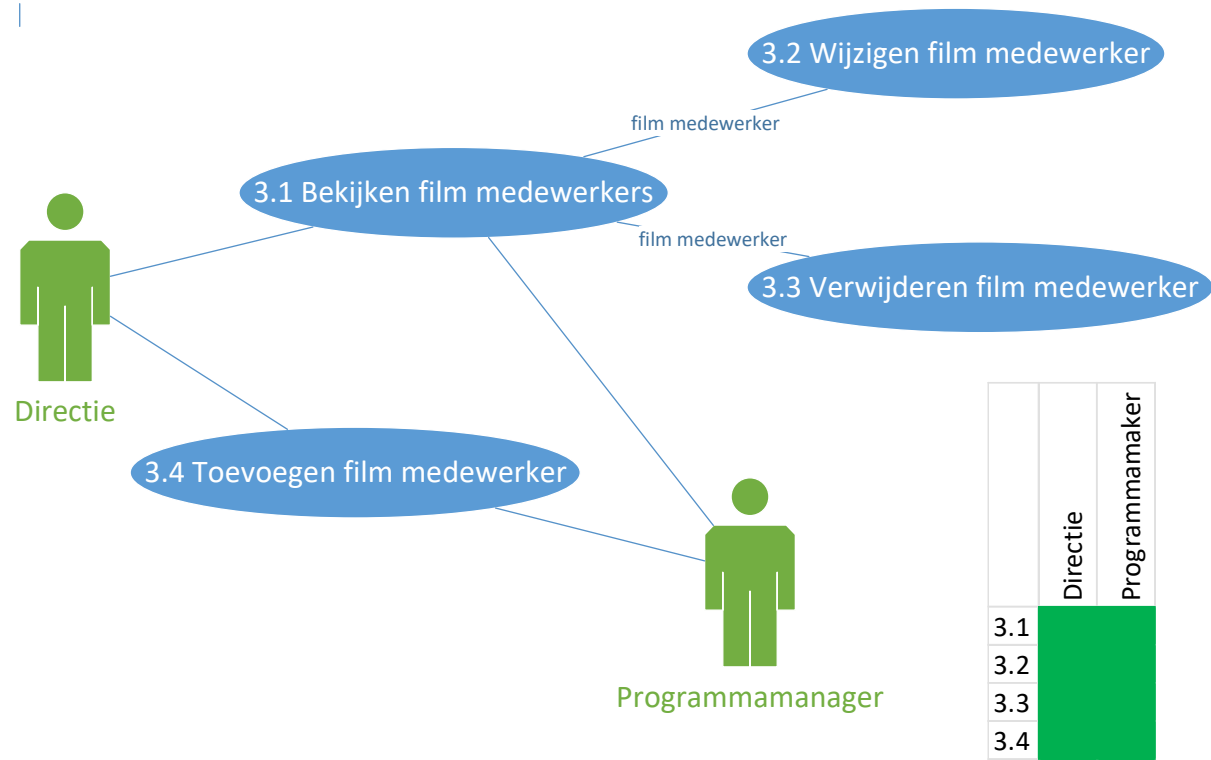 3.2 Wijzigen film medewerker
film medewerker
3.1 Bekijken film medewerkers
film medewerker
3.3 Verwijderen film medewerker
Directie
3.4 Toevoegen film medewerker
Programmamanager
Directie
Programmamaker
3.1
3.2
3.3
3.4